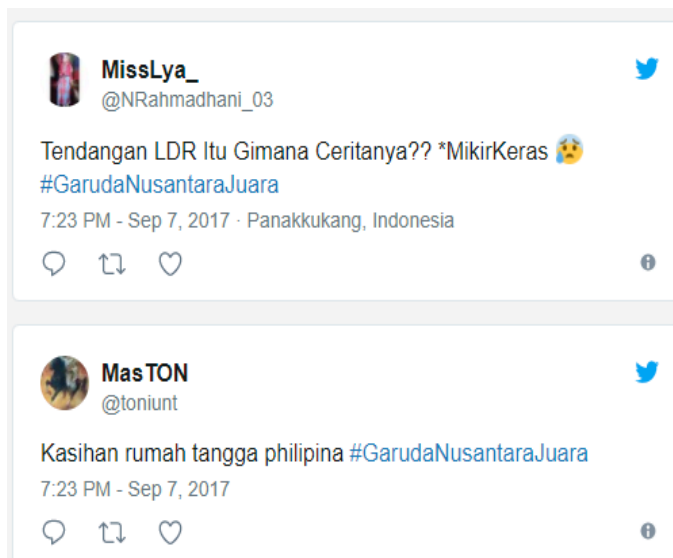 MissLya_
@NRahmadhani_03
Tendangan LDR Itu Gimana Ceritanya?? *MikirKeras 😰
#GarudaNusantaraJuara
7:23 PM - Sep 7, 2017 · Panakkukang, Indonesia
MasTON
@toniunt
Kasihan rumah tangga philipina #GarudaNusantaraJuara
7:23 PM - Sep 7, 2017